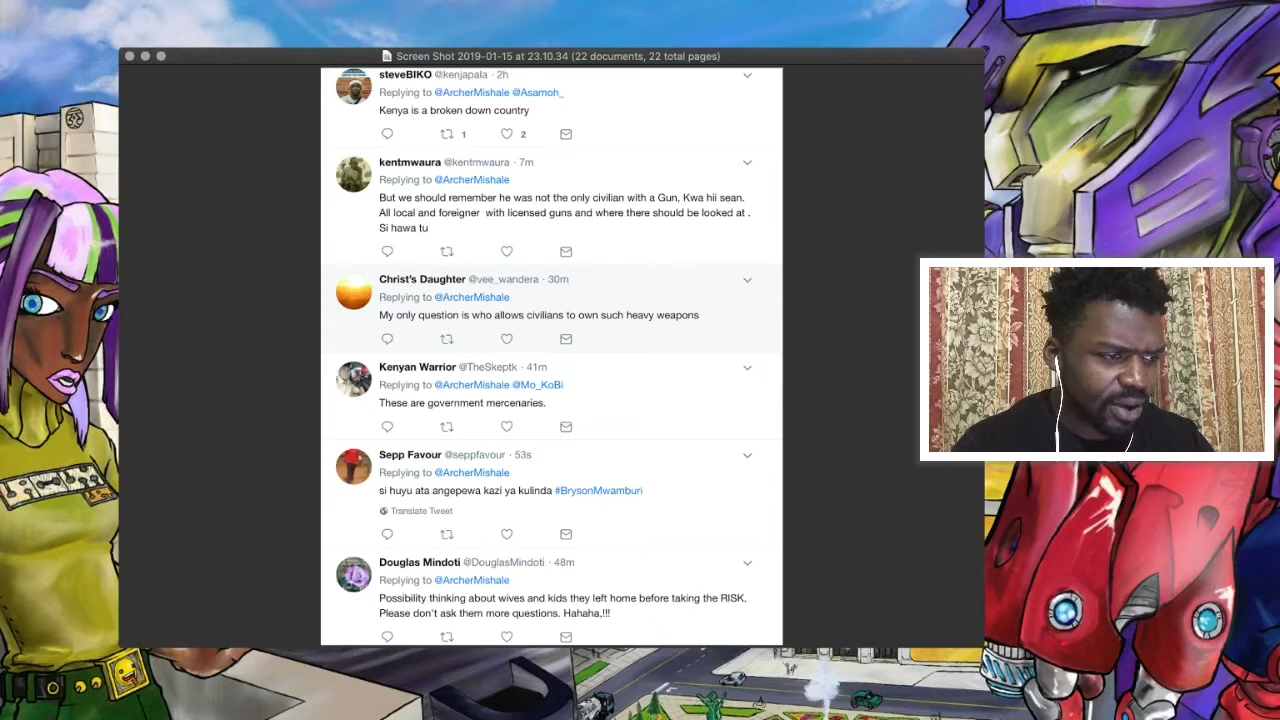 Screen Shot 2019-01-15 at 23.10.34 (22 documents, 22 total pages)
steveBIKO @kenjapala · 2h
Replying to @ArcherMishale @Asamoh_
Kenya is a broken down country
1 2
kentmwaura @kentmwaura · 7m
Replying to @ArcherMishale
But we should remember he was not the only civilian with a Gun, Kwa hii sean.
All local and foreigner with licensed guns and where there should be looked at .
Si hawa tu
Christ's Daughter @vee_wandera · 30m
Replying to @ArcherMishale
My only question is who allows civilians to own such heavy weapons
Kenyan Warrior @TheSkeptk · 41m
Replying to @ArcherMishale @Mo_KoBi
These are government mercenaries.
Sepp Favour @seppfavour · 53s
Replying to @ArcherMishale
si huyu ata angepewa kazi ya kulinda #BrysonMwamburi
Translate Tweet
Douglas Mindoti @DouglasMindoti · 48m
Replying to @ArcherMishale
Possibility thinking about wives and kids they left home before taking the RISK.
Please don't ask them more questions. Hahaha,!!!